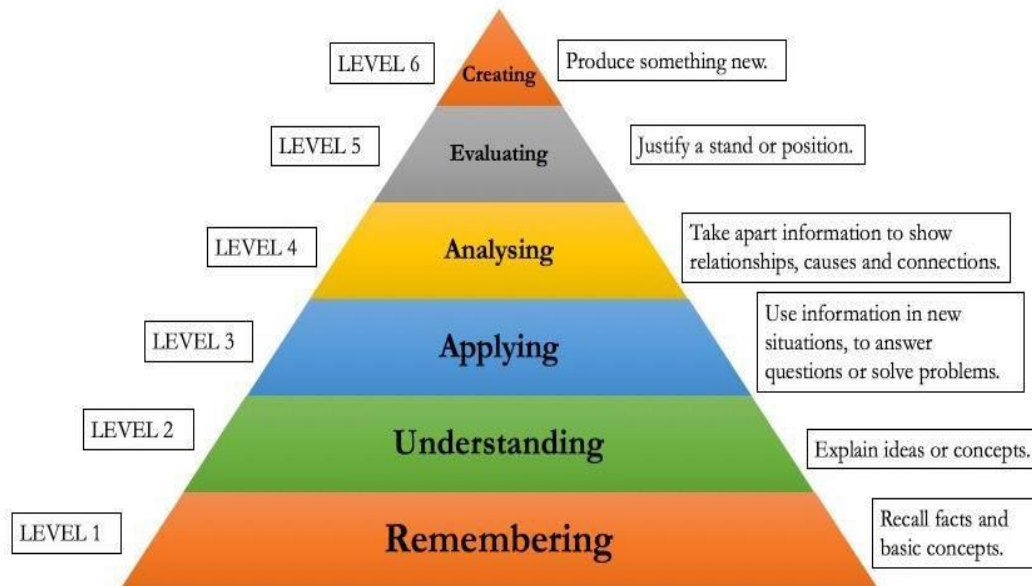 LEVEL 6
Creating
Produce something new.
LEVEL 5
Evaluating
Justify a stand or position.
LEVEL 4
Analysing
Take apart information to show
relationships, causes and connections.
LEVEL 3
Applying
Use information in new
situations, to answer
questions or solve problems.
LEVEL 2
Understanding
Explain ideas or concepts.
LEVEL 1
Remembering
Recall facts and
basic concepts.